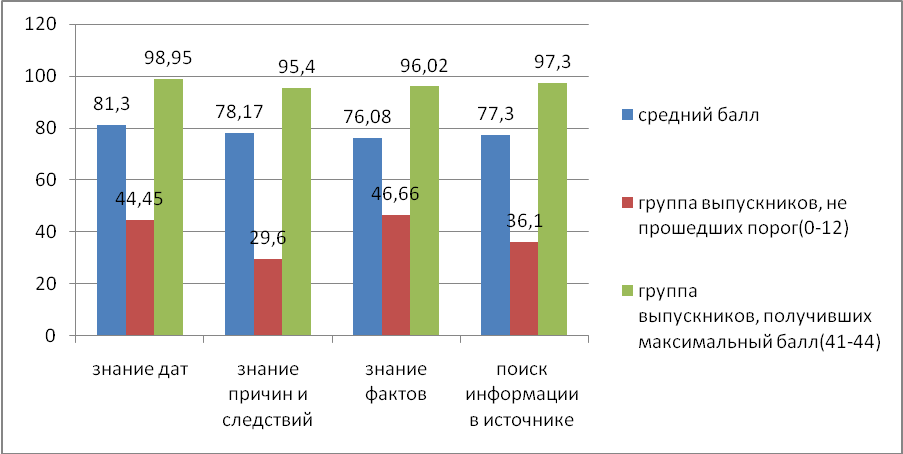 120
100
80
60
40
20
0
81,3
44,45
98,95
78,17
29,6
95,4
76,08
46,66
96,02
77,3
36,1
97,3
знание дат
знание
причин и
следствий
знание
фактов
поиск
информации
в источнике
средний балл
группа выпускников, не
прошедших порог(0-12)
группа
выпускников, получивших
максимальный балл(41-44)